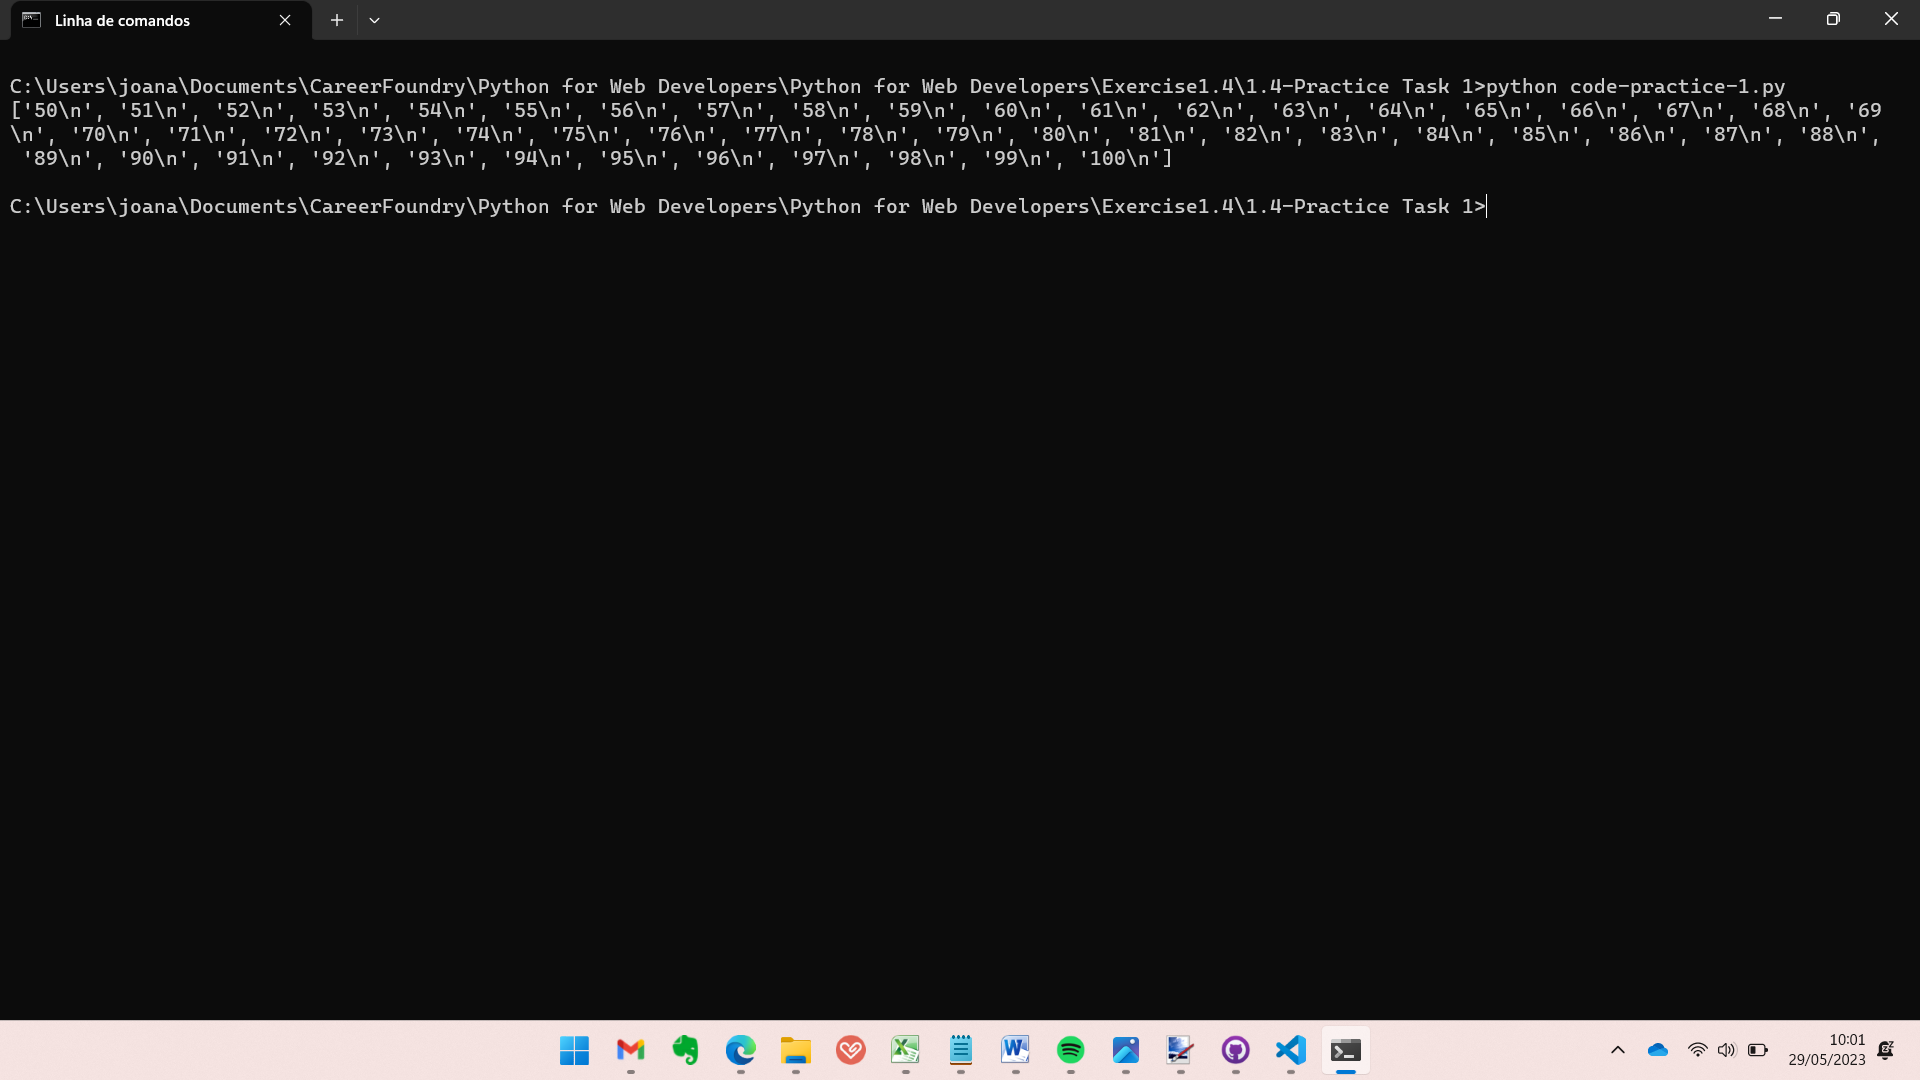 Linha de comandos
C:\Users\joana\Documents\CareerFoundry\Python for Web Developers\Python for Web Developers\Exercise1.4\1.4-Practice Task 1>python code-practice-1.py
['50\n', '51\n', '52\n', '53\n', '54\n', '55\n', '56\n', '57\n', '58\n', '59\n', '60\n', '61\n', '62\n', '63\n', '64\n', '65\n', '66\n', '67\n', '68\n', '69
\n', '70\n', '71\n', '72\n', '73\n', '74\n', '75\n', '76\n', '77\n', '78\n', '79\n', '80\n', '81\n', '82\n', '83\n', '84\n', '85\n', '86\n', '87\n', '88\n',
 '89\n', '90\n', '91\n', '92\n', '93\n', '94\n', '95\n', '96\n', '97\n', '98\n', '99\n', '100\n']
C:\Users\joana\Documents\CareerFoundry\Python for Web Developers\Python for Web Developers\Exercise1.4\1.4-Practice Task 1>
10:01
29/05/2023